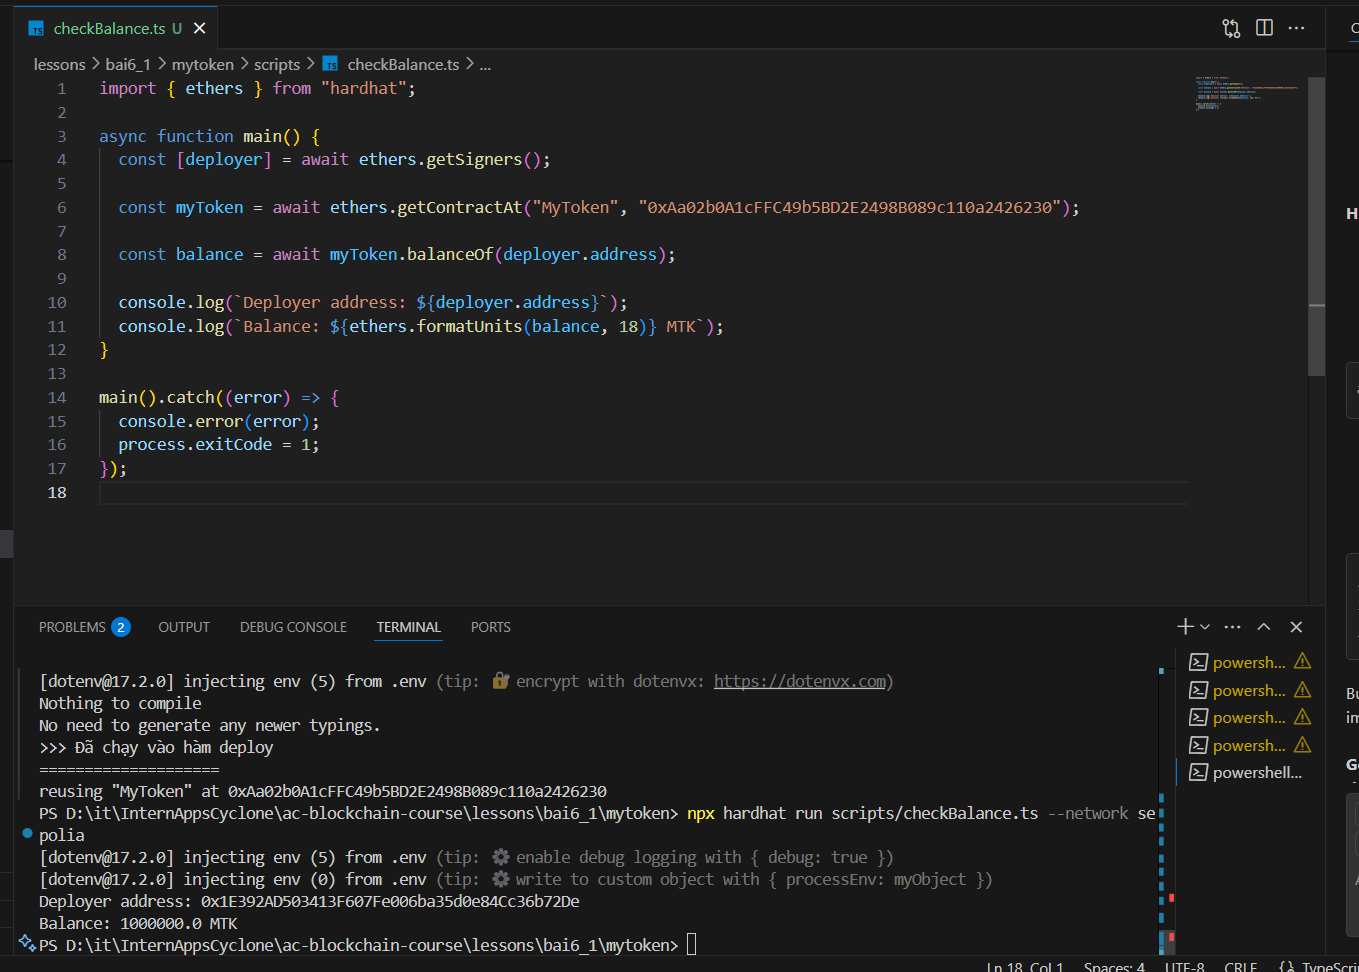 checkBalance.ts U
lessons > bai6_1 > mytoken > scripts > checkBalance.ts > ...
1 import { ethers } from "hardhat";
2
3 async function main() {
4 const [deployer] = await ethers.getSigners();
5
6 const myToken = await ethers.getContractAt("MyToken", "0xAa02b0A1cFFC49b5BD2E2498B089c110a2426230");
7
8 const balance = await myToken.balanceOf(deployer.address);
9
10 console.log(`Deployer address: ${deployer.address}`);
11 console.log(`Balance: ${ethers.formatUnits(balance, 18)} MTK`);
12 }
13
14 main().catch((error) => {
15 console.error(error);
16 process.exitCode = 1;
17 });
18
PROBLEMS 2 OUTPUT DEBUG CONSOLE TERMINAL PORTS
[dotenv@17.2.0] injecting env (5) from .env (tip: 🔐 encrypt with dotenvx: https://dotenvx.com)
Nothing to compile
No need to generate any newer typings.
>>> Đã chạy vào hàm deploy
====================
reusing "MyToken" at 0xAa02b0A1cFFC49b5BD2E2498B089c110a2426230
PS D:\it\InternAppsCyclone\ac-blockchain-course\lessons\bai6_1\mytoken> npx hardhat run scripts/checkBalance.ts --network se
polia
[dotenv@17.2.0] injecting env (5) from .env (tip: ⚙️ enable debug logging with { debug: true })
[dotenv@17.2.0] injecting env (0) from .env (tip: ⚙️ write to custom object with { processEnv: myObject })
Deployer address: 0x1E392AD503413F607Fe006ba35d0e84Cc36b72De
Balance: 1000000.0 MTK
PS D:\it\InternAppsCyclone\ac-blockchain-course\lessons\bai6_1\mytoken>
powersh...
powersh...
powersh...
powersh...
powershell...
Ln 18, Col 1 Spaces: 4 UTF-8 CRLF {} TypeScri